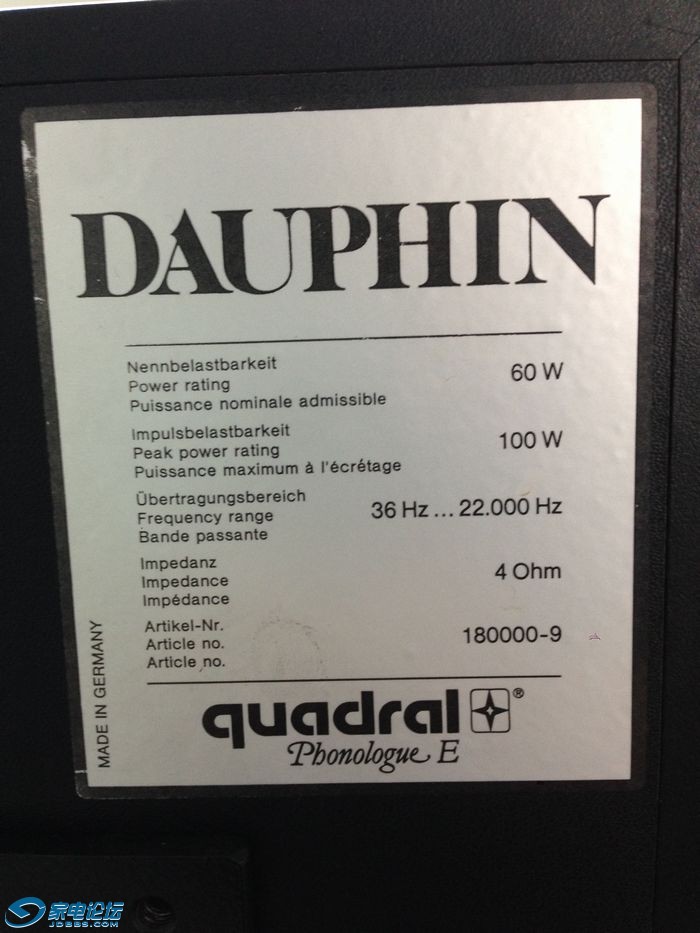 DAUPHIN
Nennbelastbarkeit
Power rating
Puissance nominale admissible
60 W
Impulsbelastbarkeit
Peak power rating
Puissance maximum à l'écrétage
100 W
Übertragungsbereich
Frequency range
Bande passante
36 Hz ... 22.000 Hz
Impedanz
Impedance
Impédance
4 Ohm
Artikel-Nr.
Article no.
Article no.
180000-9
MADE IN GERMANY
quadral®
Phonologue E
家电论坛
JDBBS.COM